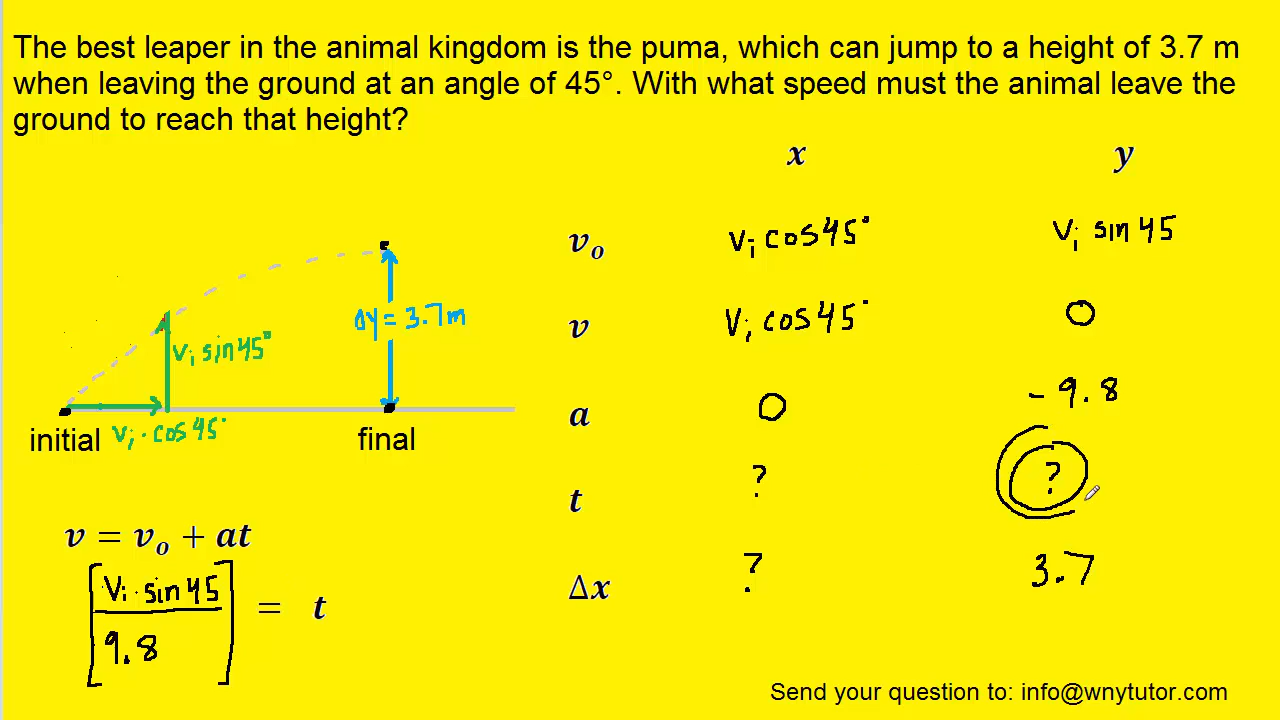 The best leaper in the animal kingdom is the puma, which can jump to a height of 3.7 m
when leaving the ground at an angle of 45°. With what speed must the animal leave the
ground to reach that height?
x y
v₀ vᵢ cos45° vᵢ sin 45
Δy = 3.7m
v vᵢ cos45° 0
vᵢ sin45°
a 0 -9.8
initial vᵢ · cos45° final
t ? ?
v = v₀ + at
Δx ? 3.7
[vᵢ · sin 45 / 9.8] = t
Send your question to: info@wnytutor.com